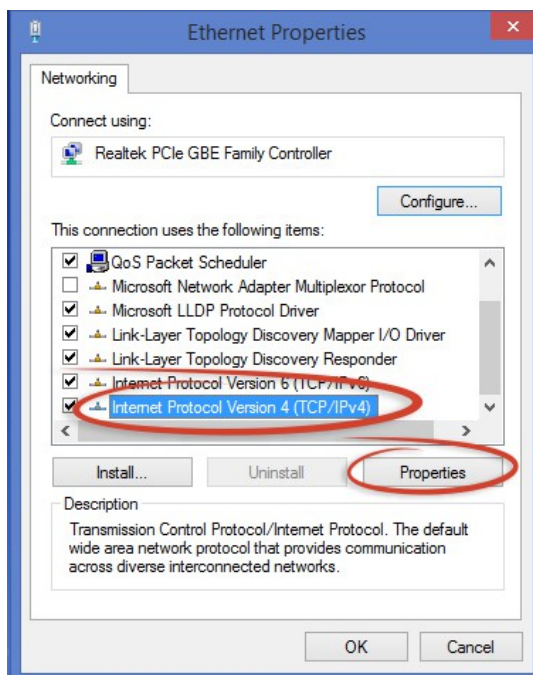 Ethernet Properties
Networking
Connect using:
Realtek PCIe GBE Family Controller
Configure...
This connection uses the following items:
QoS Packet Scheduler
Microsoft Network Adapter Multiplexor Protocol
Microsoft LLDP Protocol Driver
Link-Layer Topology Discovery Mapper I/O Driver
Link-Layer Topology Discovery Responder
Internet Protocol Version 6 (TCP/IPv6)
Internet Protocol Version 4 (TCP/IPv4)
Install...
Uninstall
Properties
Description
Transmission Control Protocol/Internet Protocol. The default
wide area network protocol that provides communication
across diverse interconnected networks.
OK
Cancel